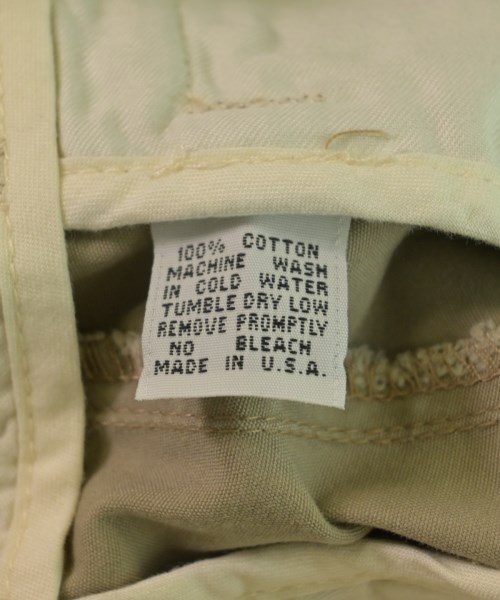 100% COTTON
MACHINE WASH
IN COLD WATER
TUMBLE DRY LOW
REMOVE PROMPTLY
NO BLEACH
MADE IN U.S.A.